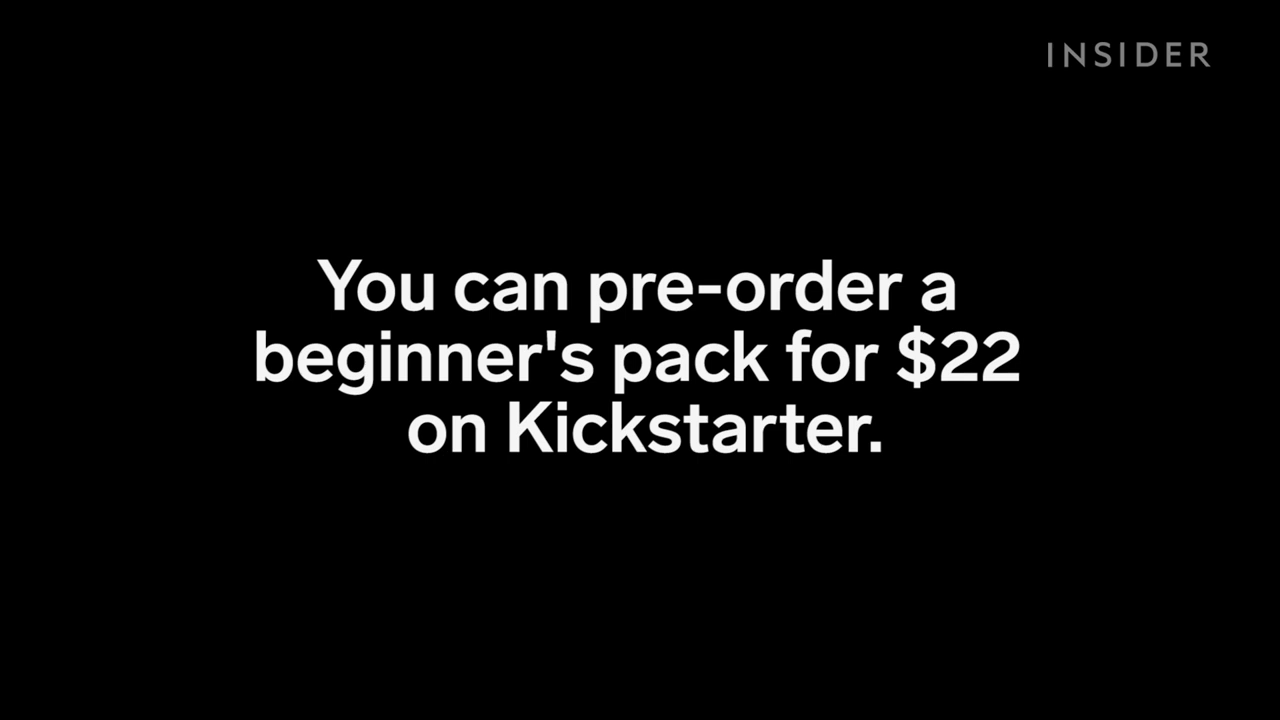 INSIDER
You can pre-order a
beginner's pack for $22
on Kickstarter.